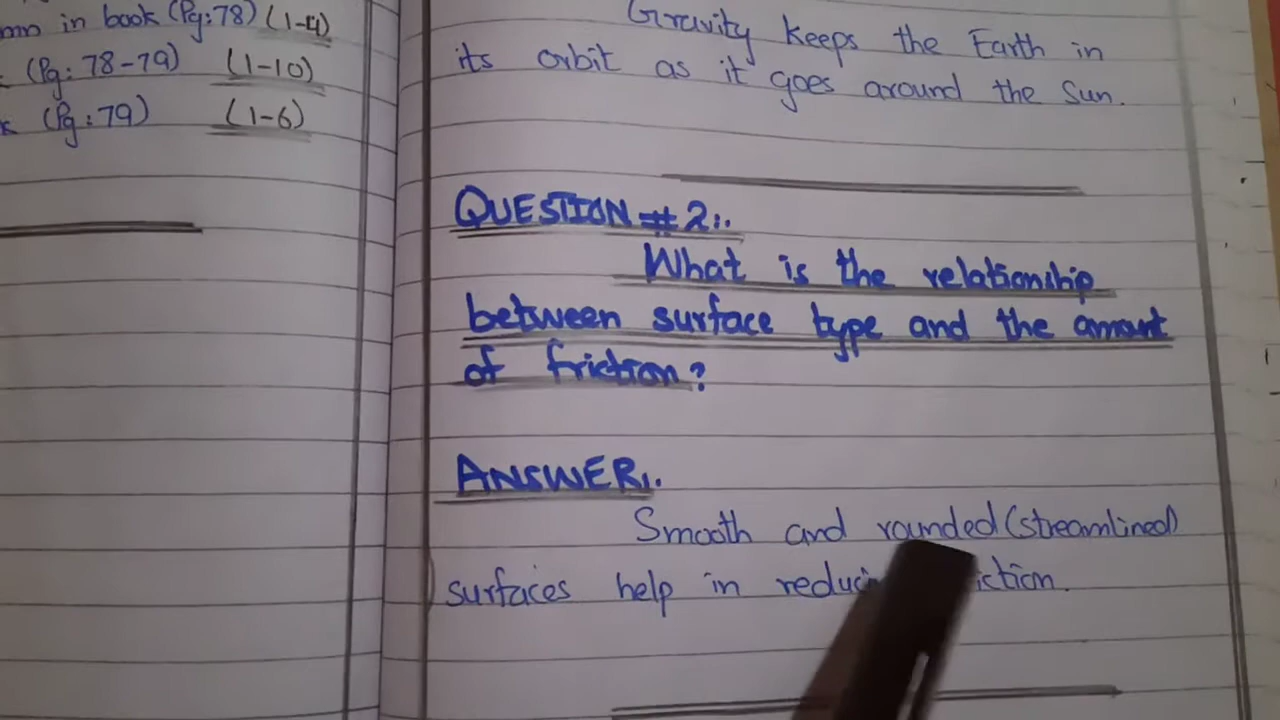 in book (Pg:78) (1-4)
(Pg: 78-79) (1-10)
(Pg:79) (1-6)
Gravity keeps the Earth in
its orbit as it goes around the Sun.
QUESTION #2:.
What is the relationship
between surface type and the amount
of friction?
ANSWER:.
Smooth and rounded (streamlined)
surfaces help in